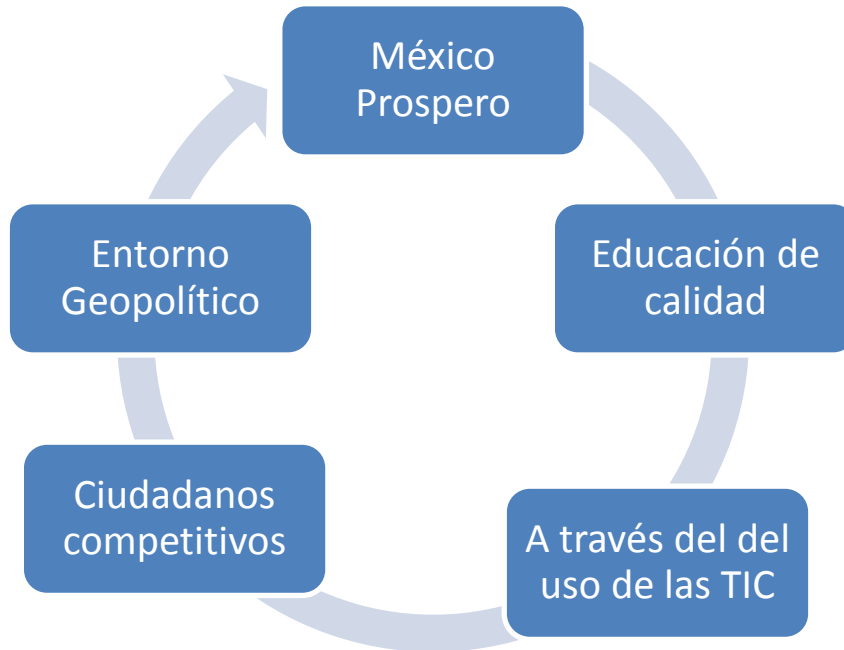 México
Prospero
Educación de
calidad
A través del del
uso de las TIC
Ciudadanos
competitivos
Entorno
Geopolítico